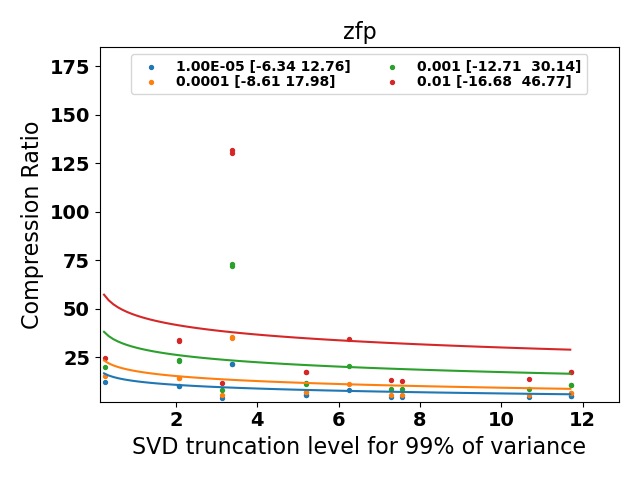 zfp
1.00E-05 [-6.34 12.76]
0.0001 [-8.61 17.98]
0.001 [-12.71  30.14]
0.01 [-16.68  46.77]
Compression Ratio
175
150
125
100
75
50
25
2 4 6 8 10 12
SVD truncation level for 99% of variance